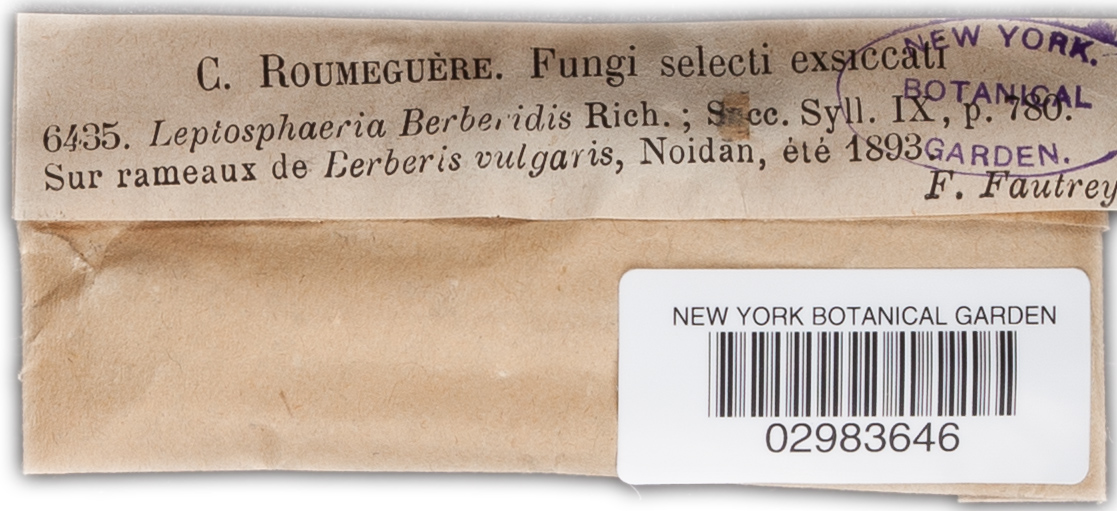 C. ROUMEGUÈRE. Fungi selecti exsiccati
6435. Leptosphaeria Berberidis Rich. ; Sacc. Syll. IX, p. 780.
Sur rameaux de Berberis vulgaris, Noidan, été 1893.
F. Fautrey
NEW YORK.
BOTANICAL
GARDEN.
NEW YORK BOTANICAL GARDEN
02983646